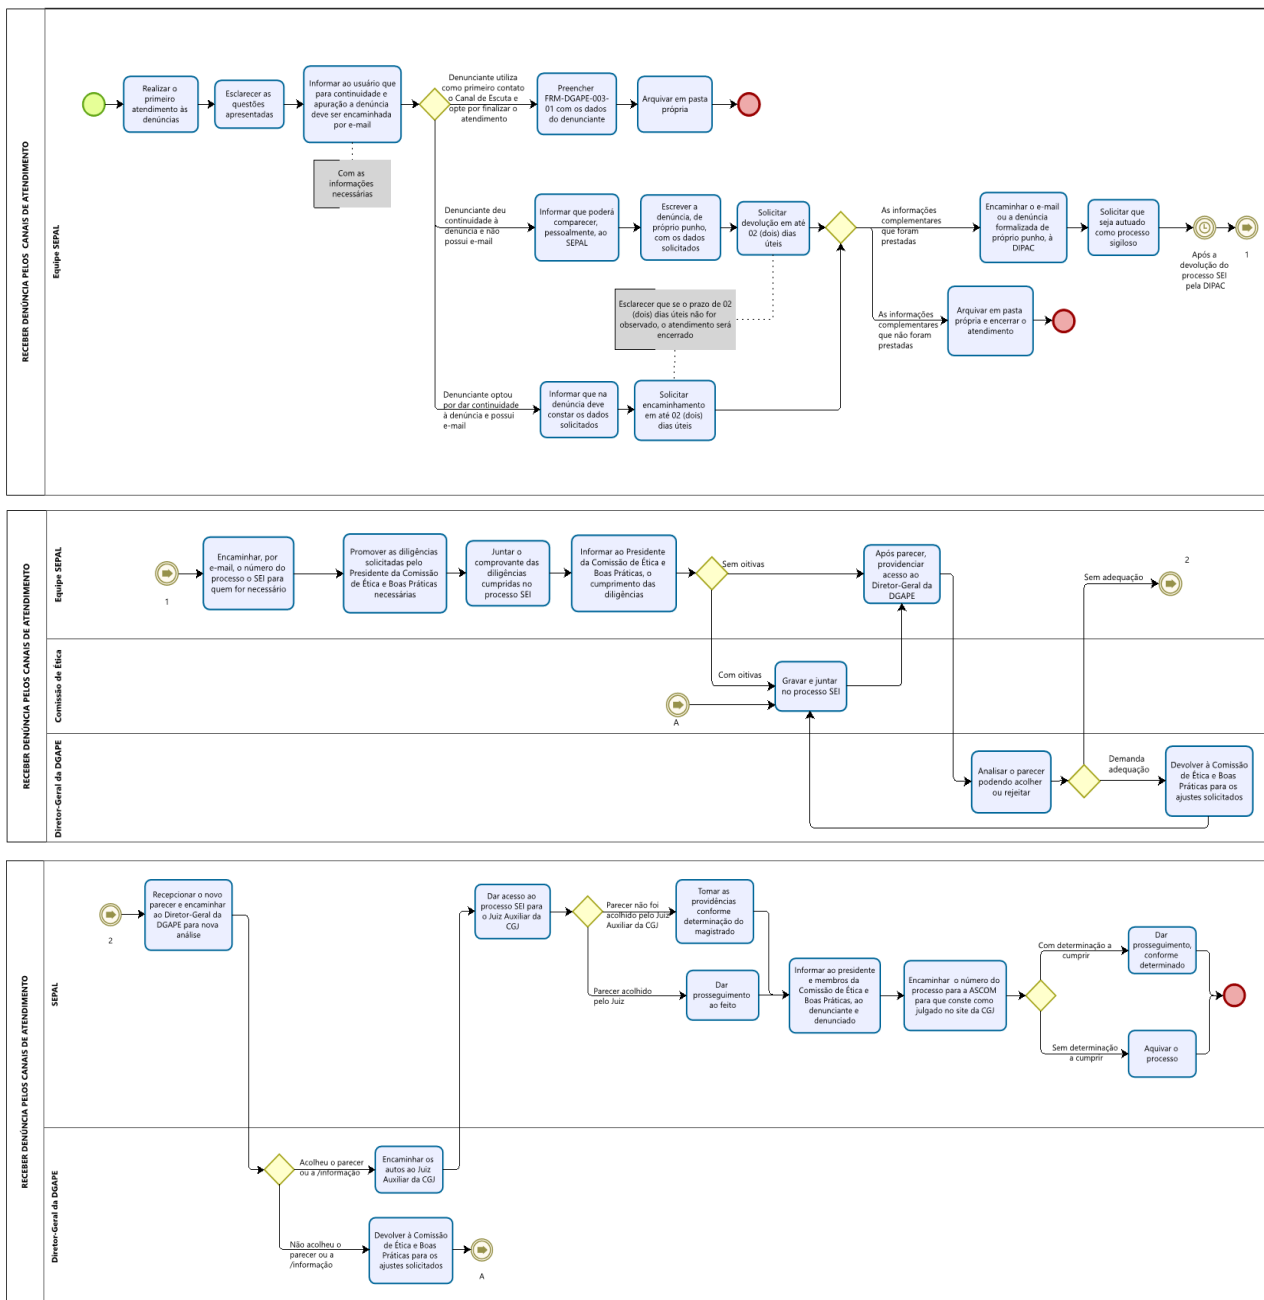 RECEBER DENÚNCIA PELOS CANAIS DE ATENDIMENTO
Equipe SEPAL
Realizar o
primeiro
atendimento às
denúncias
Esclarecer as
questões
apresentadas
Informar ao usuário que
para continuidade e
apuração a denúncia
deve ser encaminhada
por e-mail
Com as
informações
necessárias
Denunciante utiliza
como primeiro contato
o Canal de Escuta e
opte por finalizar o
atendimento
Preencher
FRM-DGAPE-003-
01 com os dados
do denunciante
Arquivar em pasta
própria
Denunciante deu
continuidade à
denúncia e não
possui e-mail
Informar que poderá
comparecer,
pessoalmente, ao
SEPAL
Escrever a
denúncia, de
próprio punho,
com os dados
solicitados
Solicitar
devolução em até
02 (dois) dias
úteis
Esclarecer que se o prazo de 02
(dois) dias úteis não for
observado, o atendimento será
encerrado
Denunciante optou
por dar continuidade
à denúncia e possui
e-mail
Informar que na
denúncia deve
constar os dados
solicitados
Solicitar
encaminhamento
em até 02 (dois)
dias úteis
As informações
complementares
que foram
prestadas
Encaminhar o e-mail
ou a denúncia
formalizada de
próprio punho, à
DIPAC
Solicitar que
seja autuado
como processo
sigiloso
Após a
devolução do
processo SEI
pela DIPAC
1
As informações
complementares
que não foram
prestadas
Arquivar em pasta
própria e encerrar o
atendimento
RECEBER DENÚNCIA PELOS CANAIS DE ATENDIMENTO
Equipe SEPAL
1
Encaminhar, por
e-mail, o número do
processo o SEI para
quem for necessário
Promover as diligências
solicitadas pelo
Presidente da Comissão
de Ética e Boas Práticas
necessárias
Juntar o
comprovante das
diligências
cumpridas no
processo SEI
Informar ao Presidente
da Comissão de Ética e
Boas Práticas, o
cumprimento das
diligências
Sem oitivas
Após parecer,
providenciar
acesso ao
Diretor-Geral da
DGAPE
Sem adequação
2
Comissão de Ética
Com oitivas
A
Gravar e juntar
no processo SEI
Diretor-Geral da DGAPE
Analisar o parecer
podendo acolher
ou rejeitar
Demanda
adequação
Devolver à Comissão
de Ética e Boas
Práticas para os
ajustes solicitados
RECEBER DENÚNCIA PELOS CANAIS DE ATENDIMENTO
SEPAL
2
Recepcionar o novo
parecer e encaminhar
ao Diretor-Geral da
DGAPE para nova
análise
Dar acesso ao
processo SEI para
o Juiz Auxiliar da
CGJ
Parecer não foi
acolhido pelo Juiz
Auxiliar da CGJ
Tomar as
providências
conforme
determinação do
magistrado
Parecer acolhido
pelo Juiz
Dar
prosseguimento
ao feito
Informar ao presidente
e membros da
Comissão de Ética e
Boas Práticas, ao
denunciante e
denunciado
Encaminhar o número do
processo para a ASCOM
para que conste como
julgado no site da CGJ
Com determinação a
cumprir
Dar
prosseguimento,
conforme
determinado
Sem determinação
a cumprir
Aquivar o
processo
Diretor-Geral da DGAPE
Acolheu o parecer
ou a /informação
Encaminhar os
autos ao Juiz
Auxiliar da CGJ
Não acolheu o
parecer ou a
/informação
Devolver à Comissão
de Ética e Boas
Práticas para os
ajustes solicitados
A